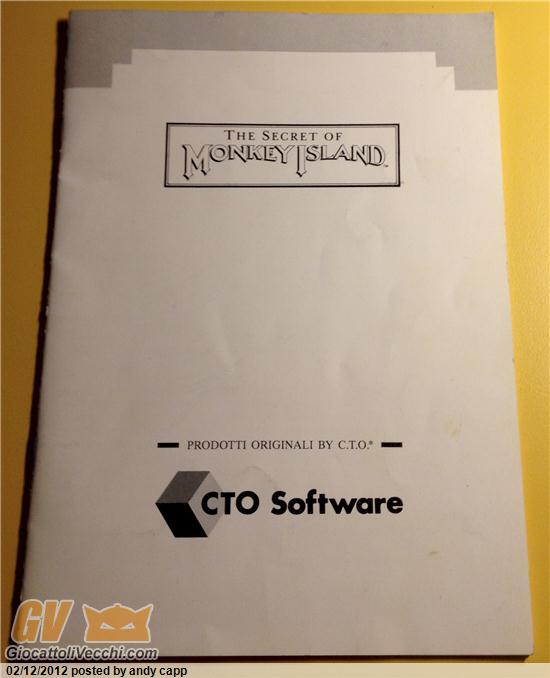 THE SECRET OF
MONKEY ISLAND™
PRODOTTI ORIGINALI BY C.T.O.®
CTO Software
GV
GiocattoliVecchi.com
02/12/2012 posted by andy capp